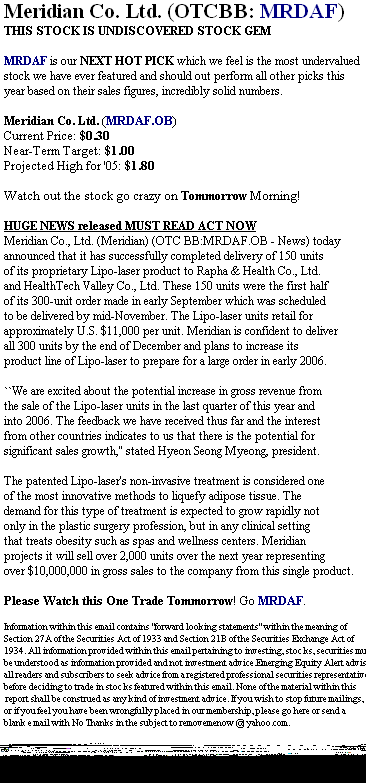 Meridian Co. Ltd. (OTCBB: MRDAF)
THIS STOCK IS UNDISCOVERED STOCK GEM
MRDAF is our NEXT HOT PICK which we feel is the most undervalued
stock we have ever featured and should out perform all other picks this
year based on their sales figures, incredibly solid numbers.
Meridian Co. Ltd. (MRDAF.OB)
Current Price: $0.30
Near-Term Target: $1.00
Projected High for '05: $1.80
Watch out the stock go crazy on Tommorrow Morning!
HUGE NEWS released MUST READ ACT NOW
Meridian Co., Ltd. (Meridian) (OTC BB:MRDAF.OB - News) today
announced that it has successfully completed delivery of 150 units
of its proprietary Lipo-laser product to Rapha & Health Co., Ltd.
and HealthTech Valley Co., Ltd. These 150 units were the first half
of its 300-unit order made in early September which was scheduled
to be delivered by mid-November. The Lipo-laser units retail for
approximately U.S. $11,000 per unit. Meridian is confident to deliver
all 300 units by the end of December and plans to increase its
product line of Lipo-laser to prepare for a large order in early 2006.
``We are excited about the potential increase in gross revenue from
the sale of the Lipo-laser units in the last quarter of this year and
into 2006. The feedback we have received thus far and the interest
from other countries indicates to us that there is the potential for
significant sales growth,'' stated Hyeon Seong Myeong, president.
The patented Lipo-laser's non-invasive treatment is considered one
of the most innovative methods to liquefy adipose tissue. The
demand for this type of treatment is expected to grow rapidly not
only in the plastic surgery profession, but in any clinical setting
that treats obesity such as spas and wellness centers. Meridian
projects it will sell over 2,000 units over the next year representing
over $10,000,000 in gross sales to the company from this single product.
Please Watch this One Trade Tommorrow! Go MRDAF.
Information within this email contains "forward looking statements" within the meaning of
Section 27A of the Securities Act of 1933 and Section 21B of the Securities Exchange Act of
1934. All information provided within this email pertaining to investing, stocks, securities mu
be understood as information provided and not investment advice.Emerging Equity Alert advis
all readers and subscribers to seek advice from a registered professional securities representativ
before deciding to trade in stocks featured within this email. None of the material within this
report shall be construed as any kind of investment advice. If you wish to stop future mailings,
or if you feel you have been wrongfully placed in our membership, please go here or send a
blank e mail with No Thanks in the subject to removemenow @ yahoo.com.